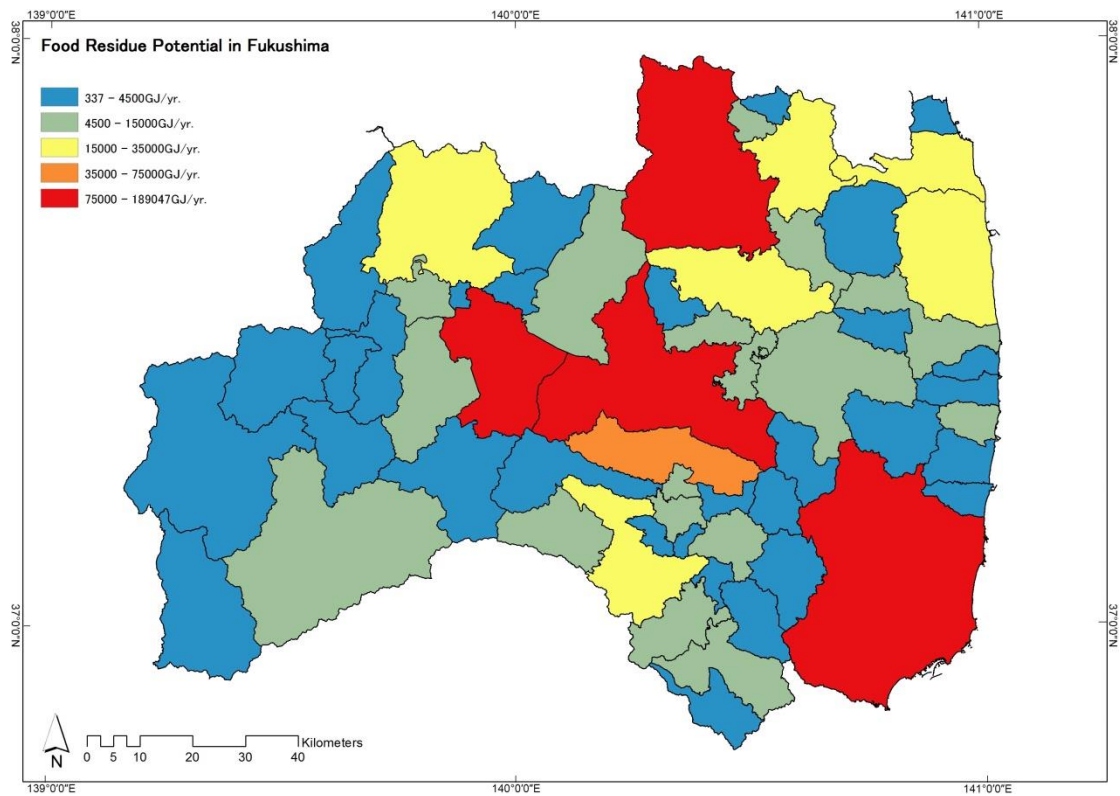 139°0'0"E 140°0'0"E 141°0'0"E
38°0'0"N 38°0'0"N
Food Residue Potential in Fukushima
337 - 4500GJ/yr.
4500 - 15000GJ/yr.
15000 - 35000GJ/yr.
35000 - 75000GJ/yr.
75000 - 189047GJ/yr.
37°0'0"N 37°0'0"N
N
Kilometers
0 5 10 20 30 40
139°0'0"E 140°0'0"E 141°0'0"E